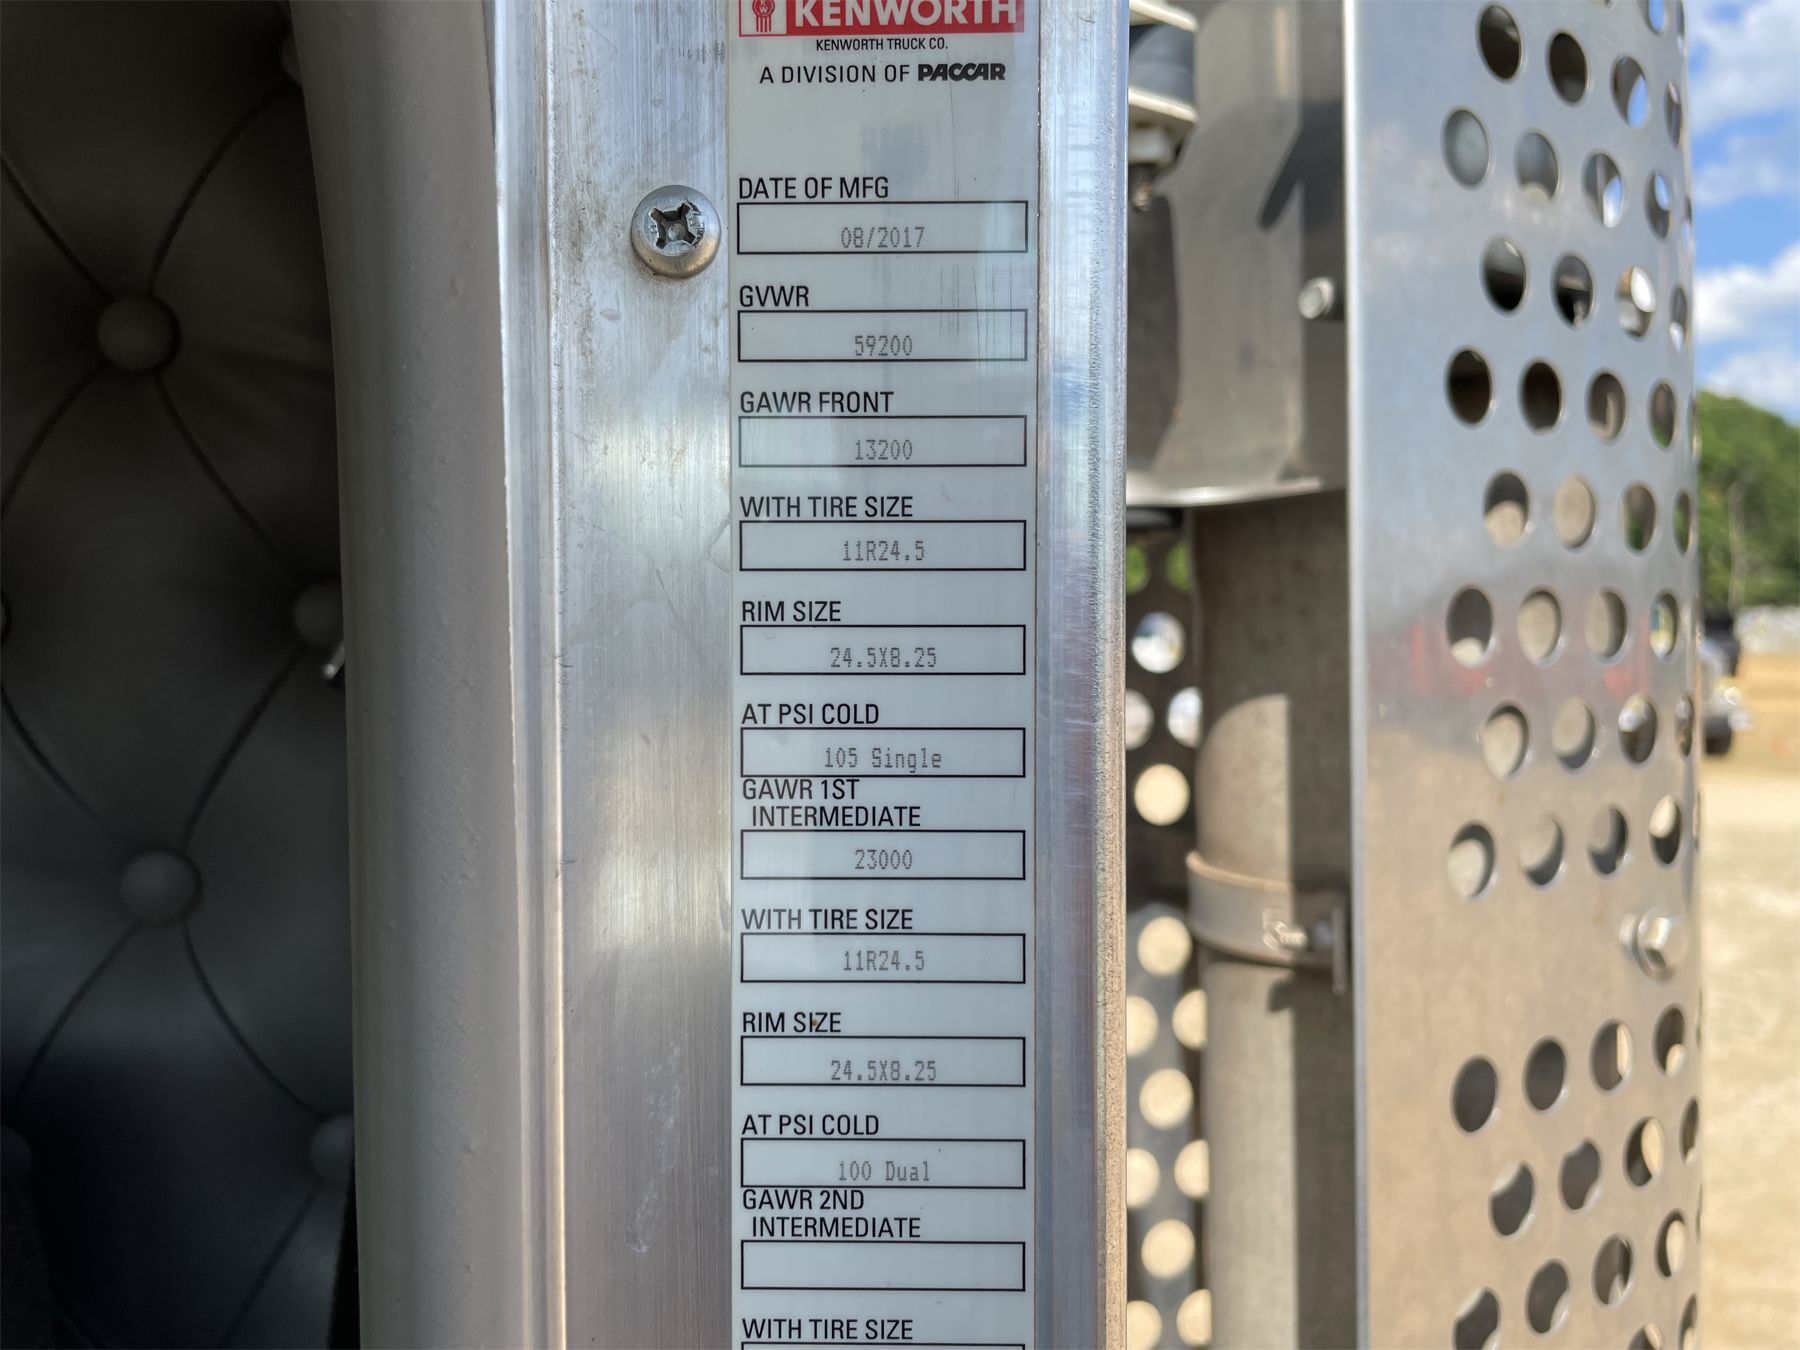 KW
KENWORTH
KENWORTH TRUCK CO.
A DIVISION OF PACCAR
DATE OF MFG
08/2017
GVWR
59200
GAWR FRONT
13200
WITH TIRE SIZE
11R24.5
RIM SIZE
24.5X8.25
AT PSI COLD
105 Single
GAWR 1ST
INTERMEDIATE
23000
WITH TIRE SIZE
11R24.5
RIM SIZE
24.5X8.25
AT PSI COLD
100 Dual
GAWR 2ND
INTERMEDIATE
WITH TIRE SIZE